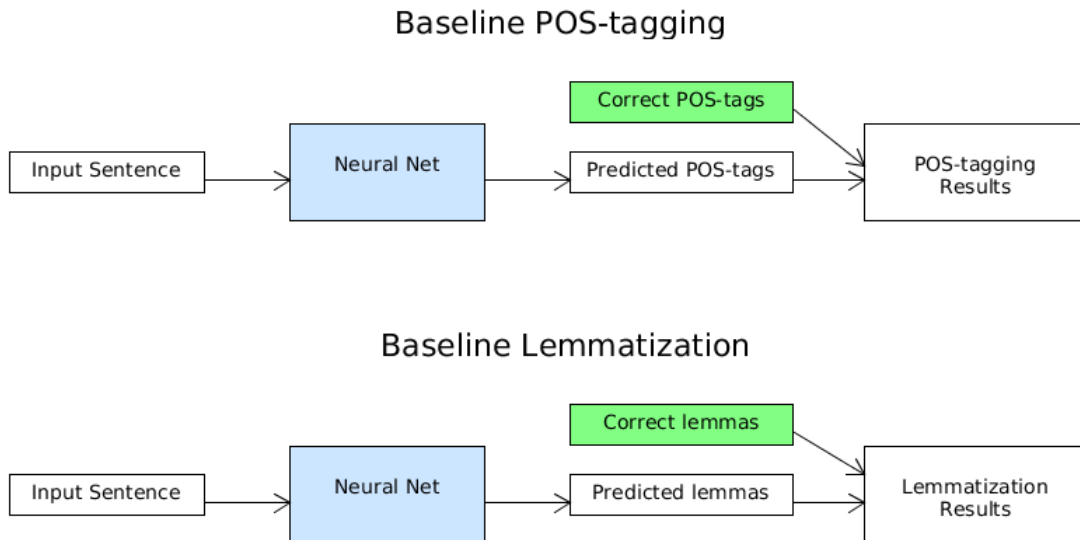 Baseline POS-tagging
Correct POS-tags
Input Sentence
Neural Net
Predicted POS-tags
POS-tagging
Results
Baseline Lemmatization
Correct lemmas
Input Sentence
Neural Net
Predicted lemmas
Lemmatization
Results